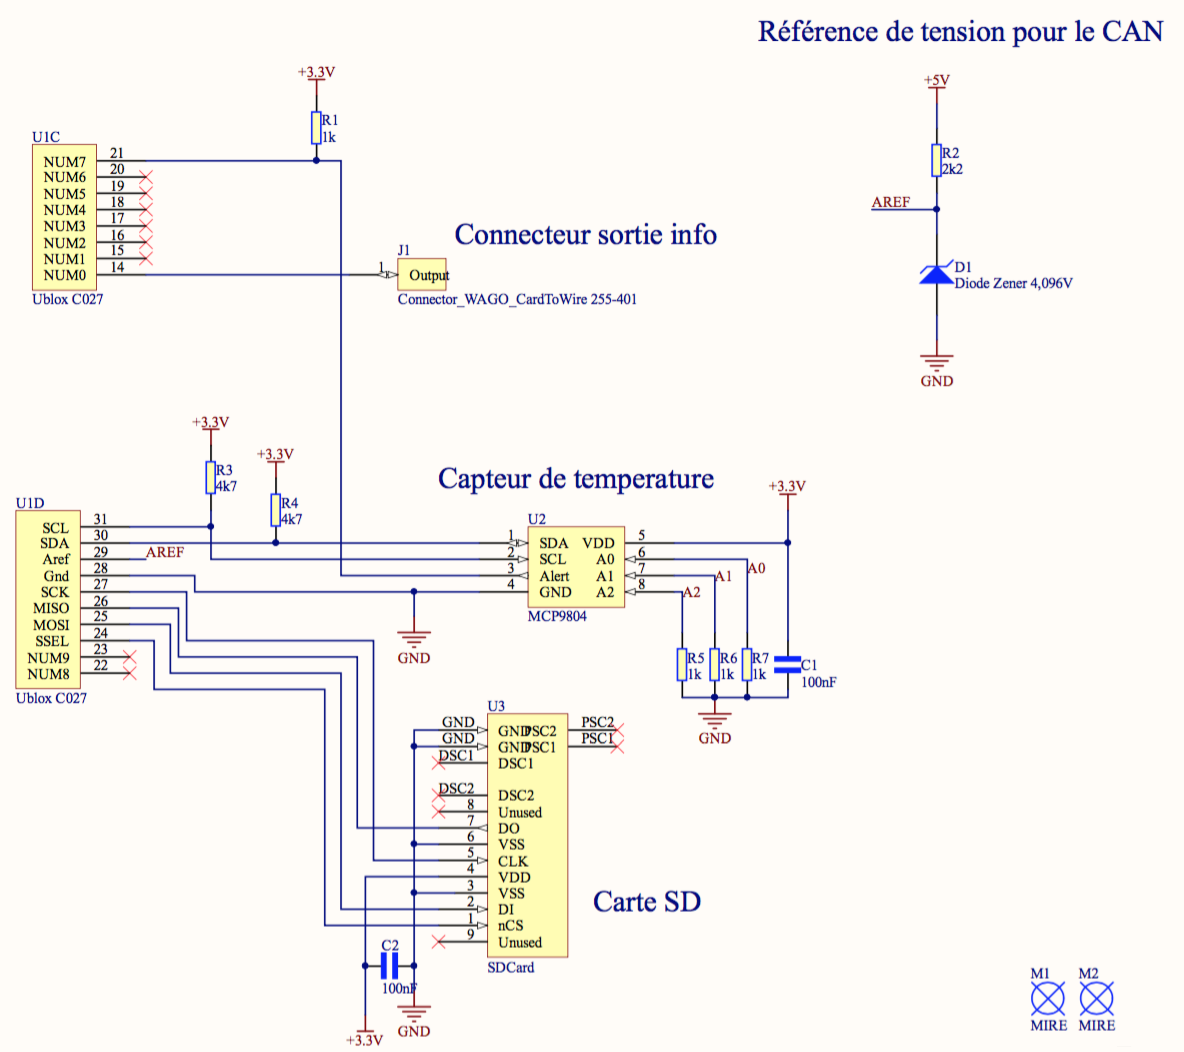 Référence de tension pour le CAN
+3.3V
R1
1k
+5V
R2
2k2
AREF
D1
Diode Zener 4,096V
GND
U1C
NUM7 21
NUM6 20
NUM5 19
NUM4 18
NUM3 17
NUM2 16
NUM1 15
NUM0 14
Ublox C027
Connecteur sortie info
J1
1 Output
Connector_WAGO_CardToWire 255-401
+3.3V
R3
4k7
+3.3V
R4
4k7
Capteur de temperature
+3.3V
U1D
SCL 31
SDA 30
Aref 29 AREF
Gnd 28
SCK 27
MISO 26
MOSI 25
SSEL 24
NUM9 23
NUM8 22
Ublox C027
GND
U2
1 SDA VDD 5
2 SCL A0 6
3 Alert A1 7
4 GND A2 8
MCP9804
A0
A1
A2
R5
1k
R6
1k
R7
1k
C1
100nF
GND
U3
GND GND PSC2 PSC2
GND GND PSC1 PSC1
DSC1 DSC1
DSC2 DSC2
8 Unused
7 DO
6 VSS
5 CLK
4 VDD
3 VSS
2 DI
1 nCS
9 Unused
SDCard
Carte SD
C2
100nF
GND
+3.3V
M1
MIRE
M2
MIRE